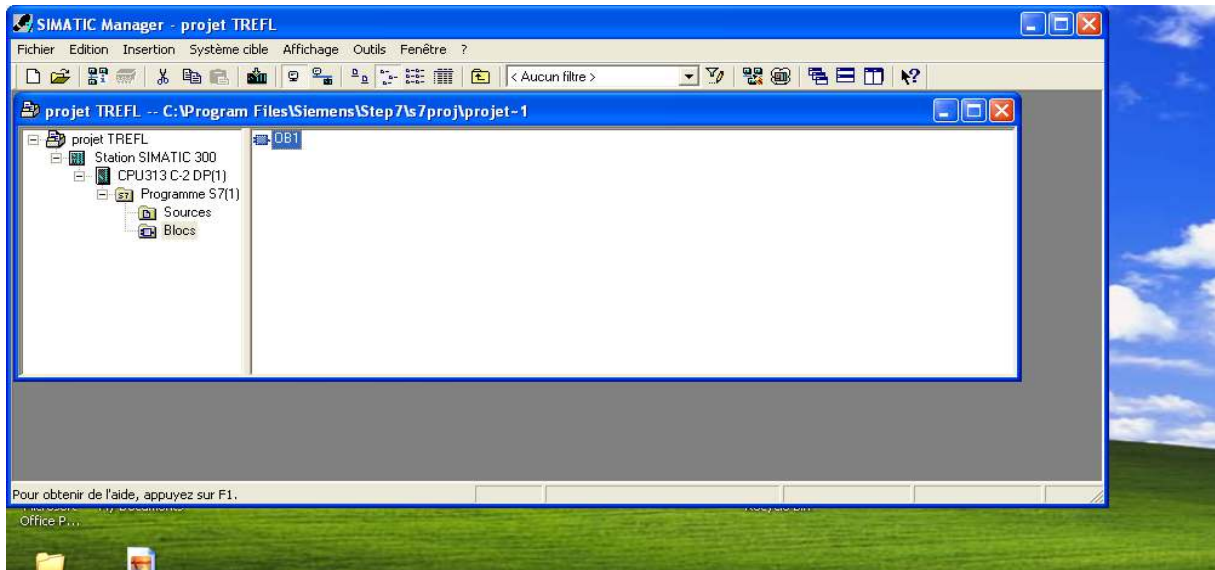 SIMATIC Manager - projet TREFL
Fichier Edition Insertion Système cible Affichage Outils Fenêtre ?
< Aucun filtre >
projet TREFL -- C:\Program Files\Siemens\Step7\s7proj\projet~1
projet TREFL
Station SIMATIC 300
CPU313 C-2 DP(1)
Programme S7(1)
Sources
Blocs
OB1
Pour obtenir de l'aide, appuyez sur F1.
Office P...